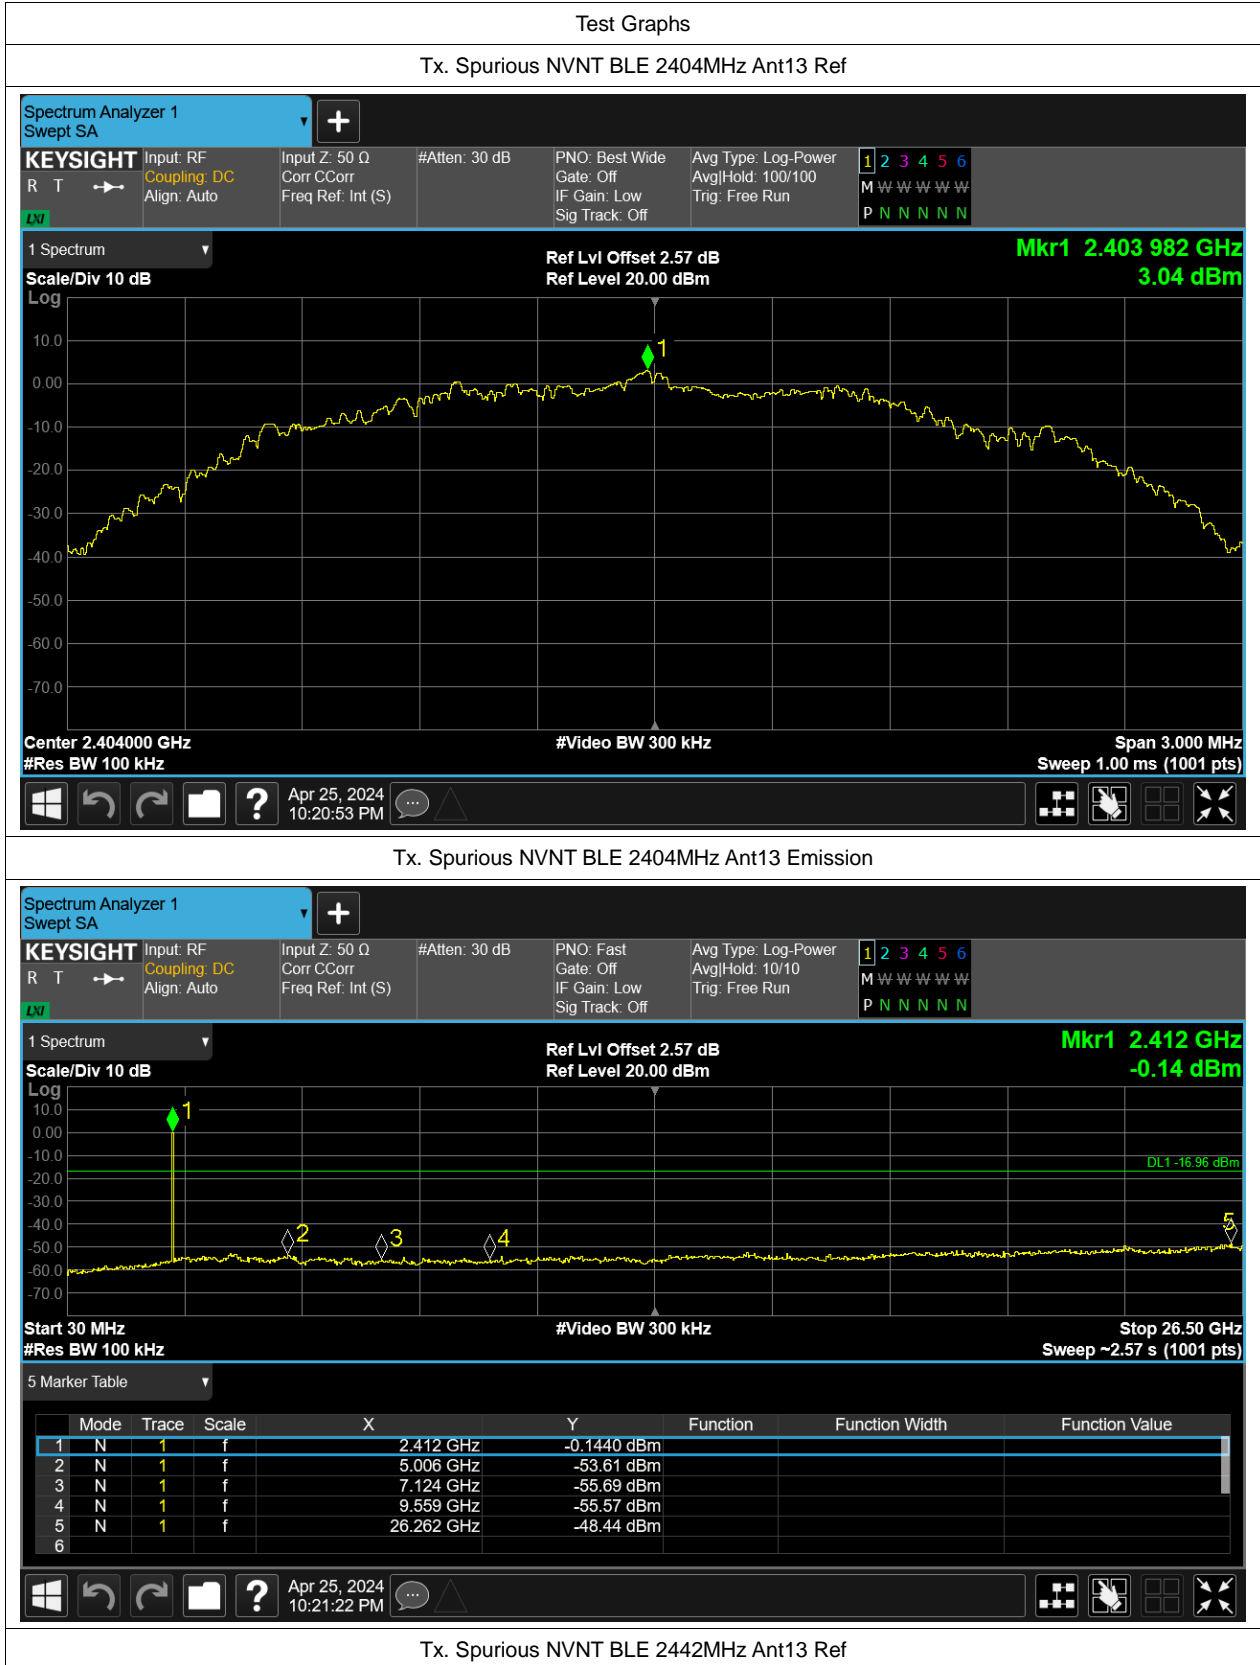 Test Graphs
Tx. Spurious NVNT BLE 2404MHz Ant13 Ref
Spectrum Analyzer 1
Swept SA
+
KEYSIGHT
R T
LXI
Input: RF
Coupling: DC
Align: Auto
Input Z: 50 Ω
Corr CCorr
Freq Ref: Int (S)
#Atten: 30 dB
PNO: Best Wide
Gate: Off
IF Gain: Low
Sig Track: Off
Avg Type: Log-Power
Avg|Hold: 100/100
Trig: Free Run
1 2 3 4 5 6
M W W W W W
P N N N N N
1 Spectrum
Scale/Div 10 dB
Ref Lvl Offset 2.57 dB
Ref Level 20.00 dBm
Mkr1 2.403 982 GHz
3.04 dBm
Log
10.0
0.00
-10.0
-20.0
-30.0
-40.0
-50.0
-60.0
-70.0
1
Center 2.404000 GHz
#Res BW 100 kHz
#Video BW 300 kHz
Span 3.000 MHz
Sweep 1.00 ms (1001 pts)
?
Apr 25, 2024
10:20:53 PM
Tx. Spurious NVNT BLE 2404MHz Ant13 Emission
Spectrum Analyzer 1
Swept SA
+
KEYSIGHT
R T
LXI
Input: RF
Coupling: DC
Align: Auto
Input Z: 50 Ω
Corr CCorr
Freq Ref: Int (S)
#Atten: 30 dB
PNO: Fast
Gate: Off
IF Gain: Low
Sig Track: Off
Avg Type: Log-Power
Avg|Hold: 10/10
Trig: Free Run
1 2 3 4 5 6
M W W W W W
P N N N N N
1 Spectrum
Scale/Div 10 dB
Ref Lvl Offset 2.57 dB
Ref Level 20.00 dBm
Mkr1 2.412 GHz
-0.14 dBm
Log
10.0
0.00
-10.0
-20.0
-30.0
-40.0
-50.0
-60.0
-70.0
1
DL1 -16.96 dBm
2
3
4
5
Start 30 MHz
#Res BW 100 kHz
#Video BW 300 kHz
Stop 26.50 GHz
Sweep ~2.57 s (1001 pts)
5 Marker Table
Mode Trace Scale X Y Function Function Width Function Value
1 N 1 f 2.412 GHz -0.1440 dBm
2 N 1 f 5.006 GHz -53.61 dBm
3 N 1 f 7.124 GHz -55.69 dBm
4 N 1 f 9.559 GHz -55.57 dBm
5 N 1 f 26.262 GHz -48.44 dBm
6
?
Apr 25, 2024
10:21:22 PM
Tx. Spurious NVNT BLE 2442MHz Ant13 Ref